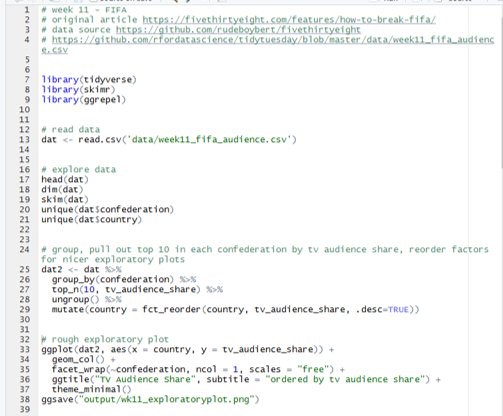 1 # week 11 - FIFA
2 # original article https://fivethirtyeight.com/features/how-to-break-fifa/
3 # data source https://github.com/rudeboybert/fivethirtyeight
4 # https://github.com/rfordatascience/tidytuesday/blob/master/data/week11_fifa_audienc
e.csv
5
6
7 library(tidyverse)
8 library(skimr)
9 library(ggrepel)
10
11
12 # read data
13 dat <- read.csv('data/week11_fifa_audience.csv')
14
15
16 # explore data
17 head(dat)
18 dim(dat)
19 skim(dat)
20 unique(dat$confederation)
21 unique(dat$country)
22
23
24 # group, pull out top 10 in each confederation by tv audience share, reorder factors
for nicer exploratory plots
25 dat2 <- dat %>%
26 group_by(confederation) %>%
27 top_n(10, tv_audience_share) %>%
28 ungroup() %>%
29 mutate(country = fct_reorder(country, tv_audience_share, .desc=TRUE))
30
31
32 # rough exploratory plot
33 ggplot(dat2, aes(x = country, y = tv_audience_share)) +
34 geom_col() +
35 facet_wrap(~confederation, ncol = 1, scales = "free") +
36 ggtitle("TV Audience Share", subtitle = "ordered by tv audience share") +
37 theme_minimal()
38 ggsave("output/wk11_exploratoryplot.png")
39